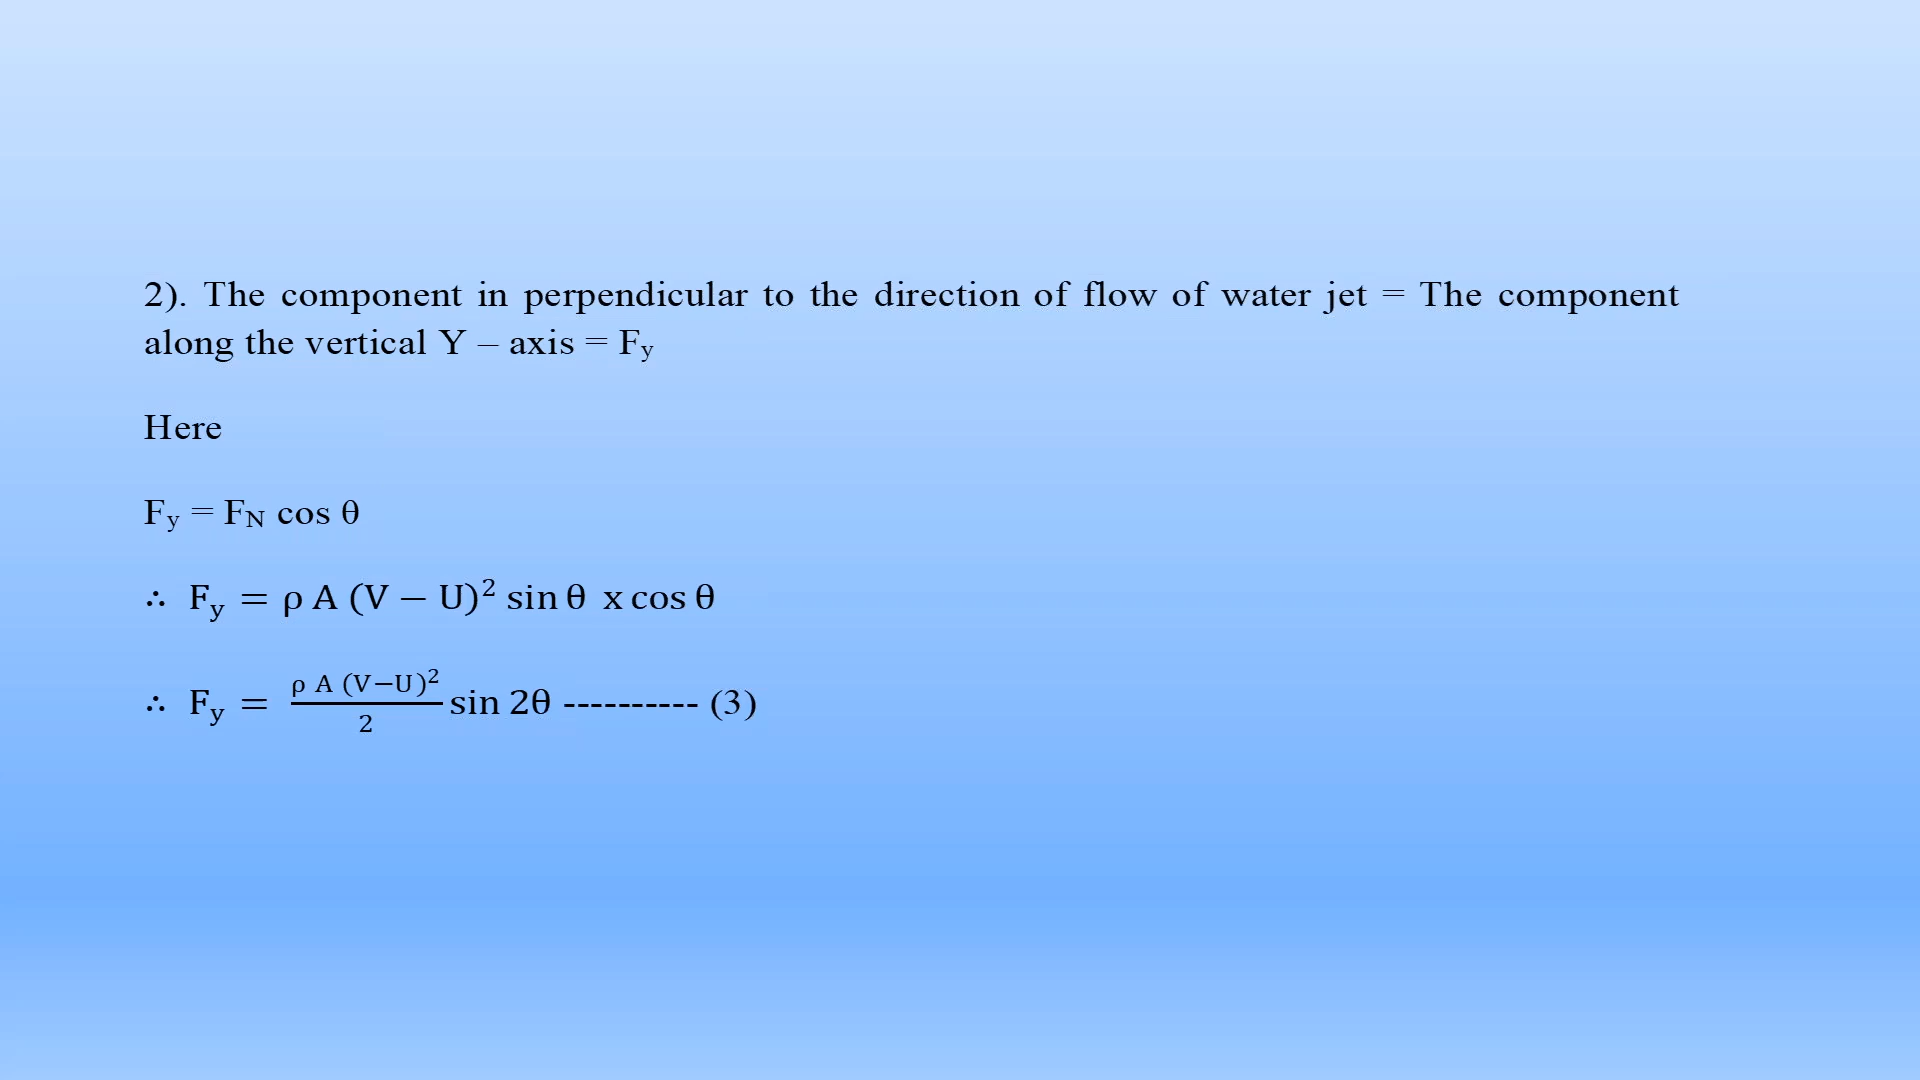 2). The component in perpendicular to the direction of flow of water jet = The component
along the vertical Y – axis = Fy
Here
Fy = FN cos θ
∴ Fy = ρ A (V − U)² sin θ x cos θ
∴ Fy = ρ A (V−U)² / 2 sin 2θ ---------- (3)